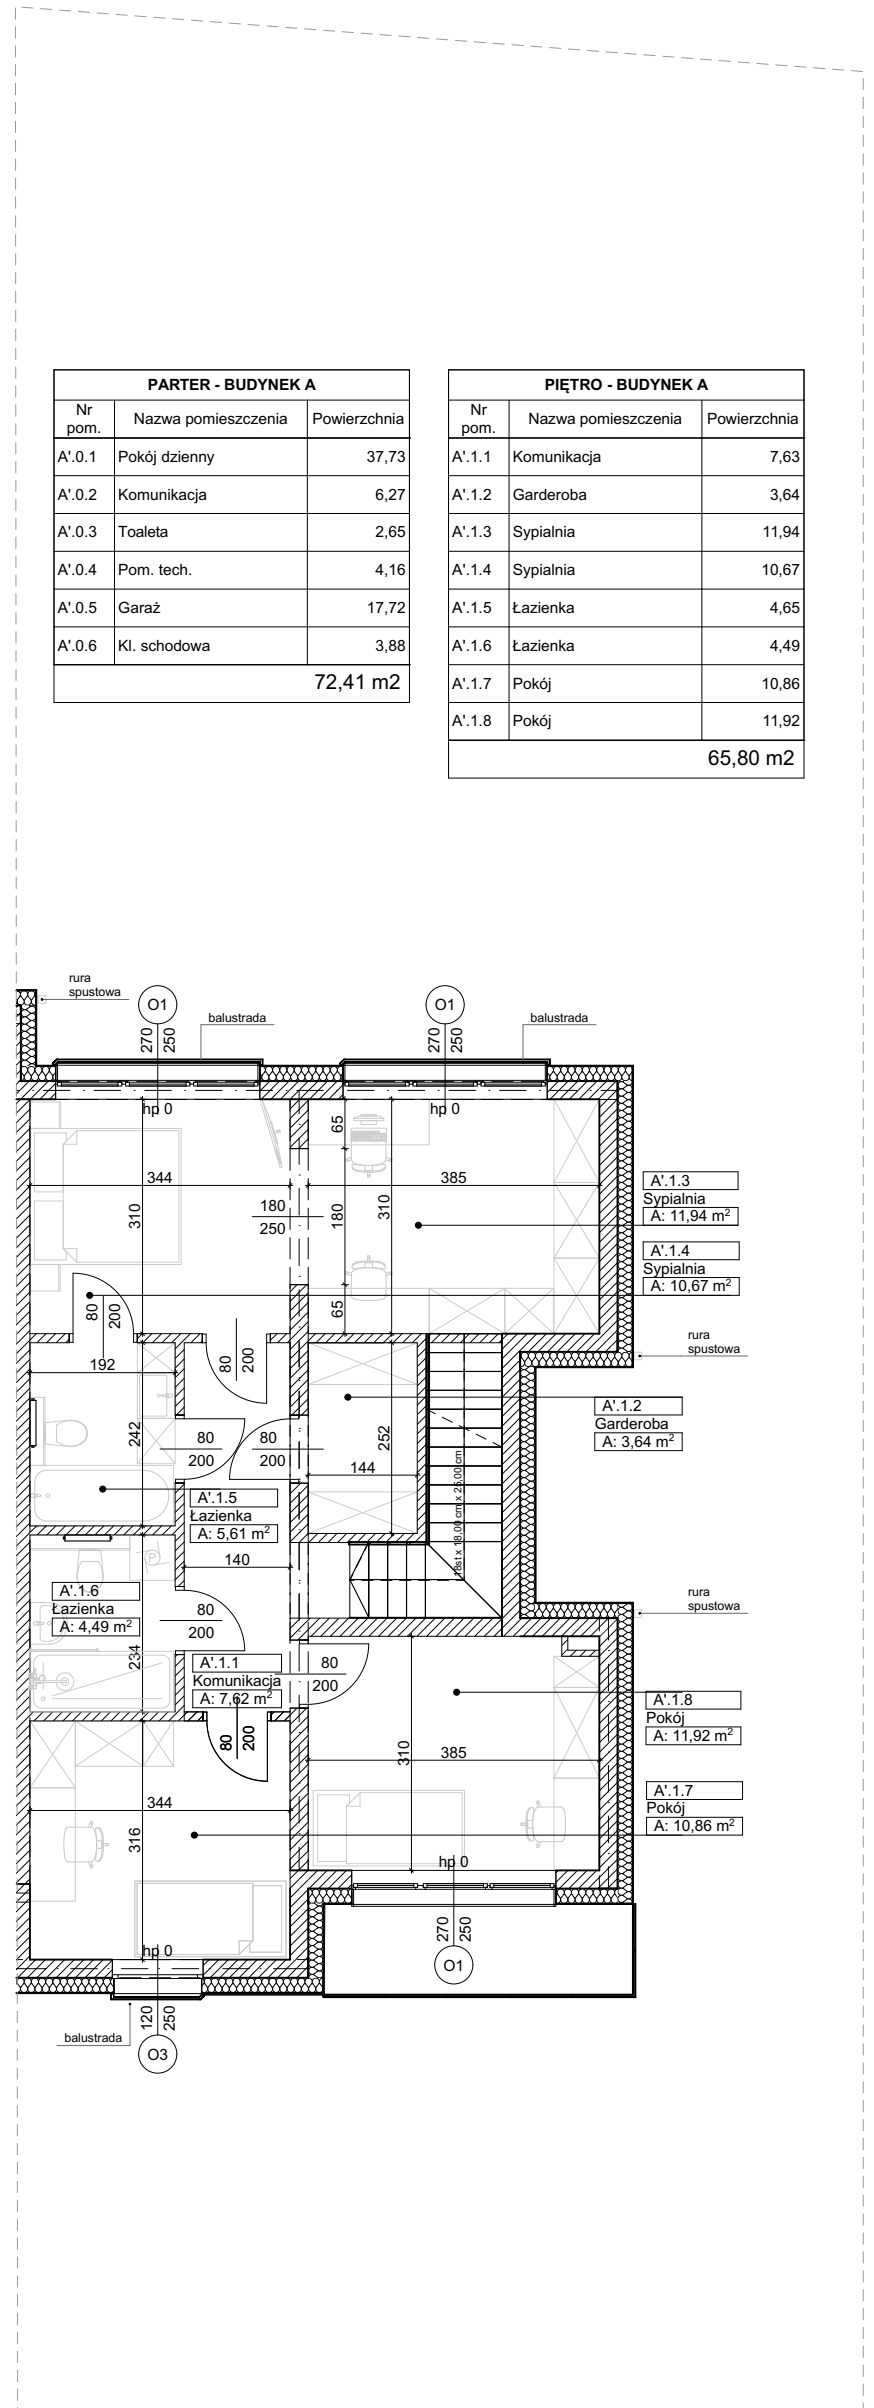 PARTER - BUDYNEK A
Nr pom. Nazwa pomieszczenia Powierzchnia
A'.0.1 Pokój dzienny 37,73
A'.0.2 Komunikacja 6,27
A'.0.3 Toaleta 2,65
A'.0.4 Pom. tech. 4,16
A'.0.5 Garaż 17,72
A'.0.6 Kl. schodowa 3,88
72,41 m2
PIĘTRO - BUDYNEK A
Nr pom. Nazwa pomieszczenia Powierzchnia
A'.1.1 Komunikacja 7,63
A'.1.2 Garderoba 3,64
A'.1.3 Sypialnia 11,94
A'.1.4 Sypialnia 10,67
A'.1.5 Łazienka 4,65
A'.1.6 Łazienka 4,49
A'.1.7 Pokój 10,86
A'.1.8 Pokój 11,92
65,80 m2
rura
spustowa
O1
270
250
balustrada
O1
270
250
balustrada
hp 0
hp 0
65
344
385
310
180
250
180
310
65
A'.1.3
Sypialnia
A: 11,94 m²
A'.1.4
Sypialnia
A: 10,67 m²
80
200
80
200
rura
spustowa
192
242
A'.1.2
Garderoba
A: 3,64 m²
80
200
80
200
252
144
18st x 18,00 cm x 25,00 cm
A'.1.5
Łazienka
A: 5,61 m²
140
P
A'.1.6
Łazienka
A: 4,49 m²
80
200
234
rura
spustowa
A'.1.1
Komunikacja
A: 7,62 m²
80
200
80
200
A'.1.8
Pokój
A: 11,92 m²
310
385
A'.1.7
Pokój
A: 10,86 m²
344
316
hp 0
hp 0
270
250
O1
120
250
balustrada
O3